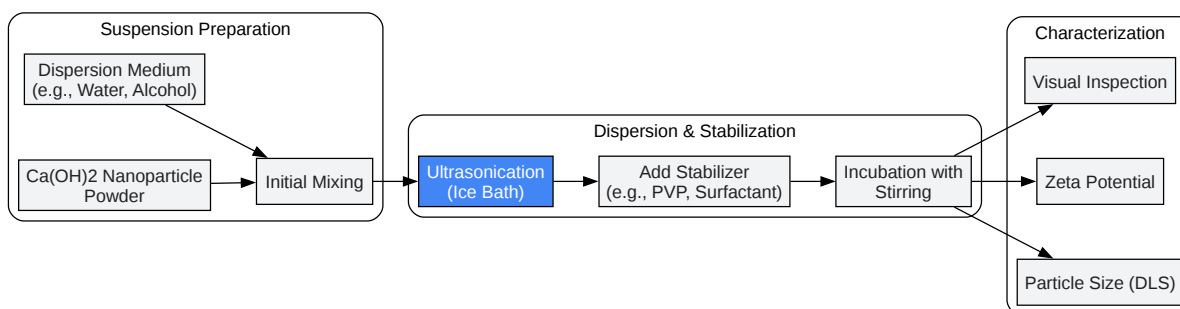 Suspension Preparation
Dispersion Medium
(e.g., Water, Alcohol)
Ca(OH)2 Nanoparticle
Powder
Initial Mixing
Dispersion & Stabilization
Ultrasonication
(Ice Bath)
Add Stabilizer
(e.g., PVP, Surfactant)
Incubation with
Stirring
Characterization
Visual Inspection
Zeta Potential
Particle Size (DLS)